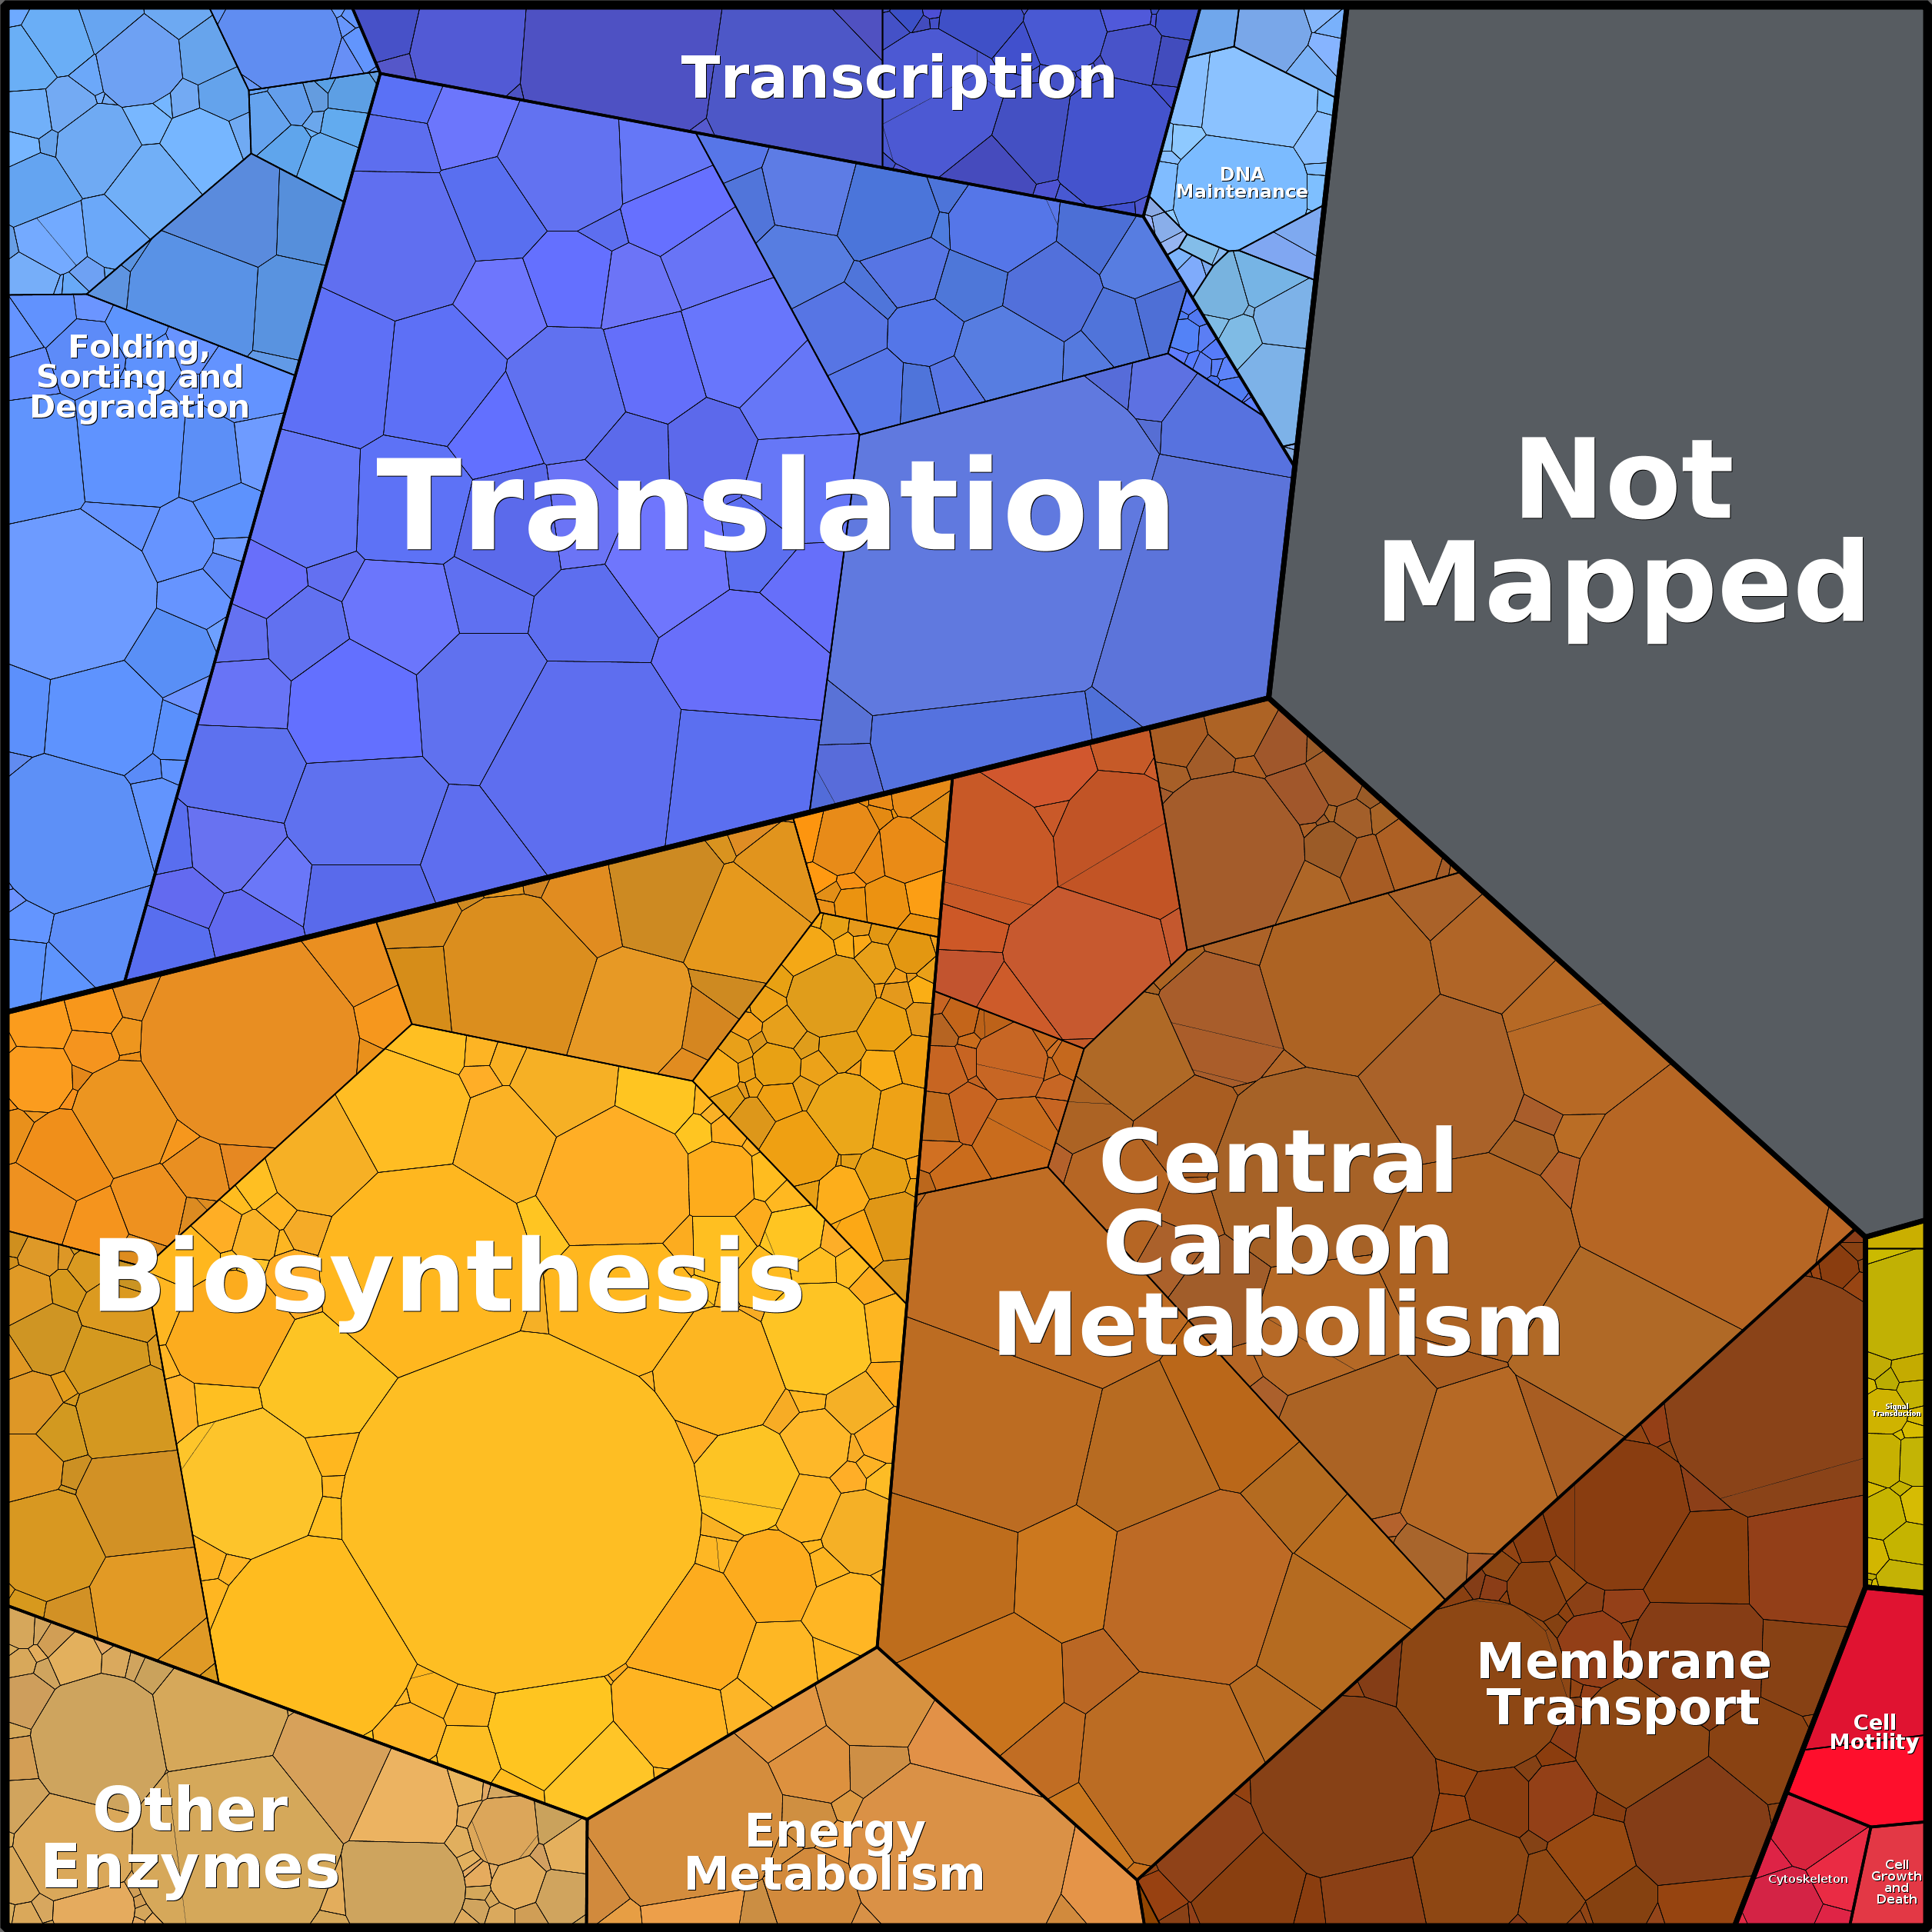 Transcription
DNA
Maintenance
Folding,
Sorting and
Degradation
Translation
Not
Mapped
Central
Carbon
Metabolism
Biosynthesis
Signal
Transduction
Membrane
Transport
Cell
Motility
Other
Enzymes
Energy
Metabolism
Cytoskeleton
Cell
Growth
and
Death